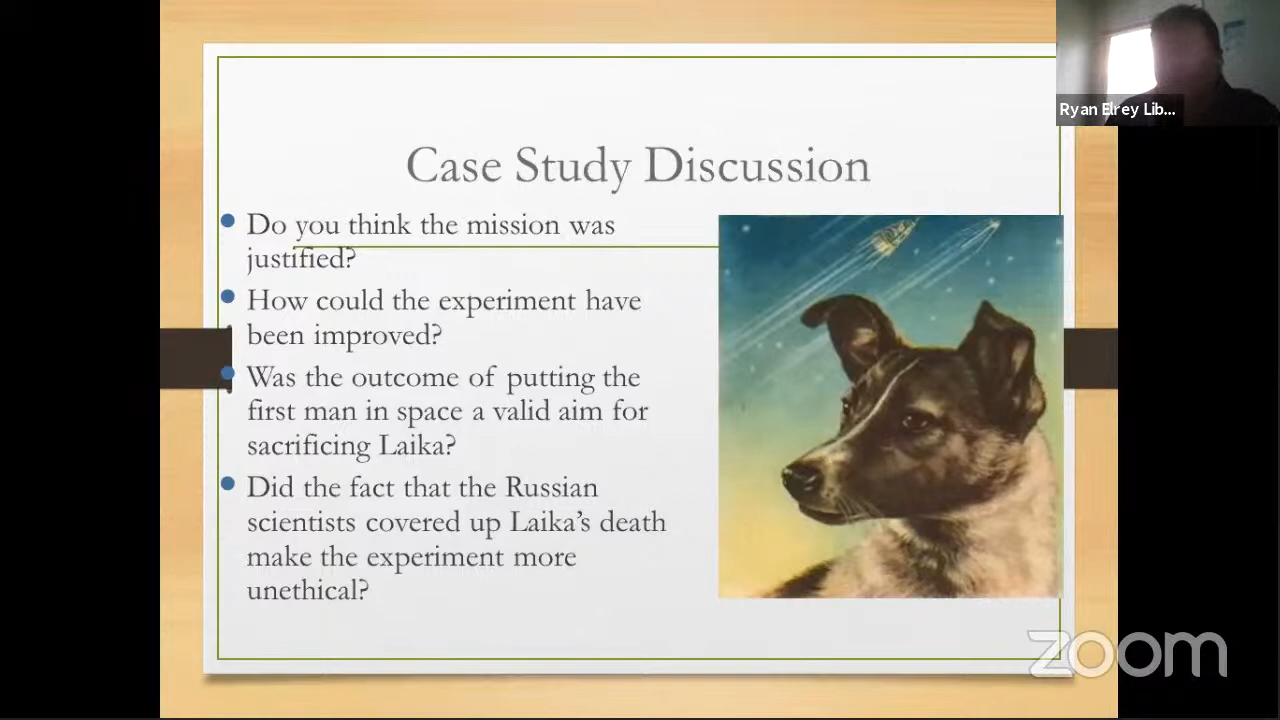 Ryan Elrey Lib...
Case Study Discussion
Do you think the mission was
justified?
How could the experiment have
been improved?
Was the outcome of putting the
first man in space a valid aim for
sacrificing Laika?
Did the fact that the Russian
scientists covered up Laika’s death
make the experiment more
unethical?
zoom